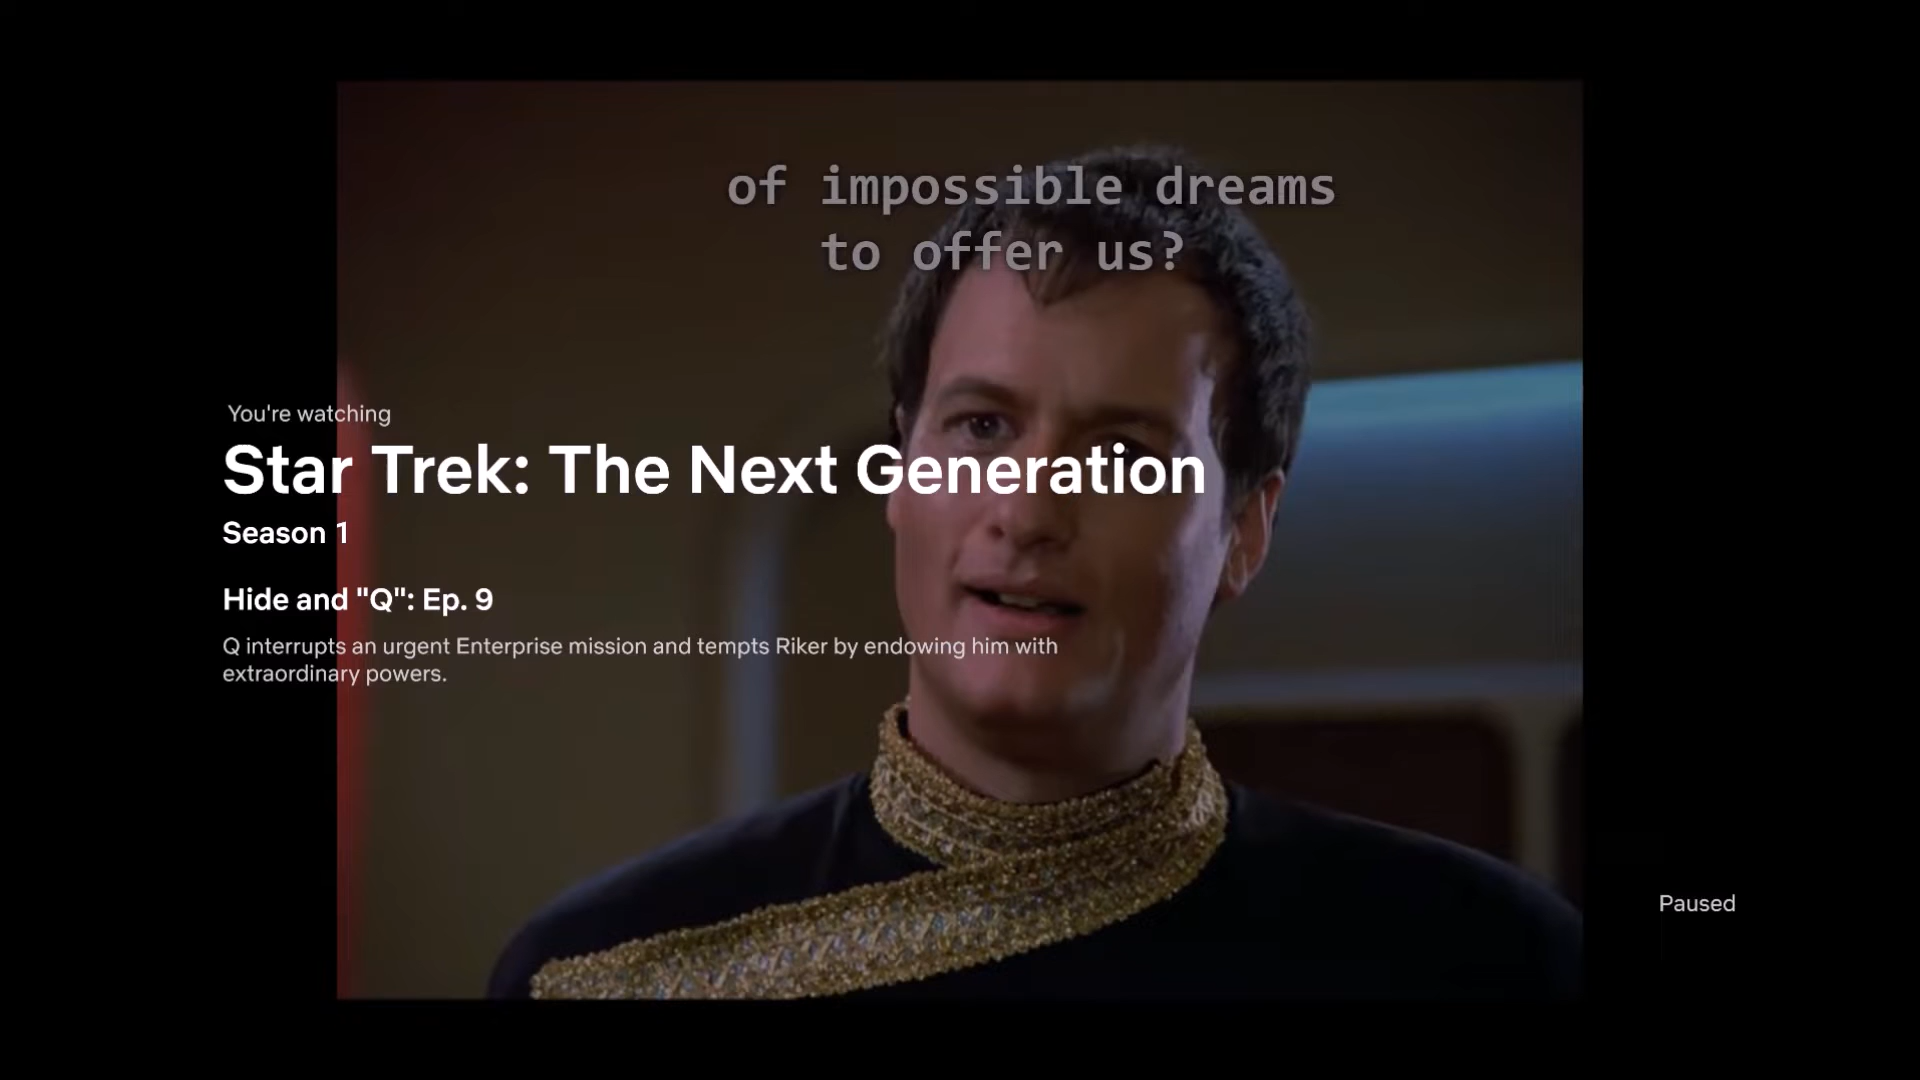 of impossible dreams
to offer us?
You're watching
Star Trek: The Next Generation
Season 1
Hide and "Q": Ep. 9
Q interrupts an urgent Enterprise mission and tempts Riker by endowing him with
extraordinary powers.
Paused